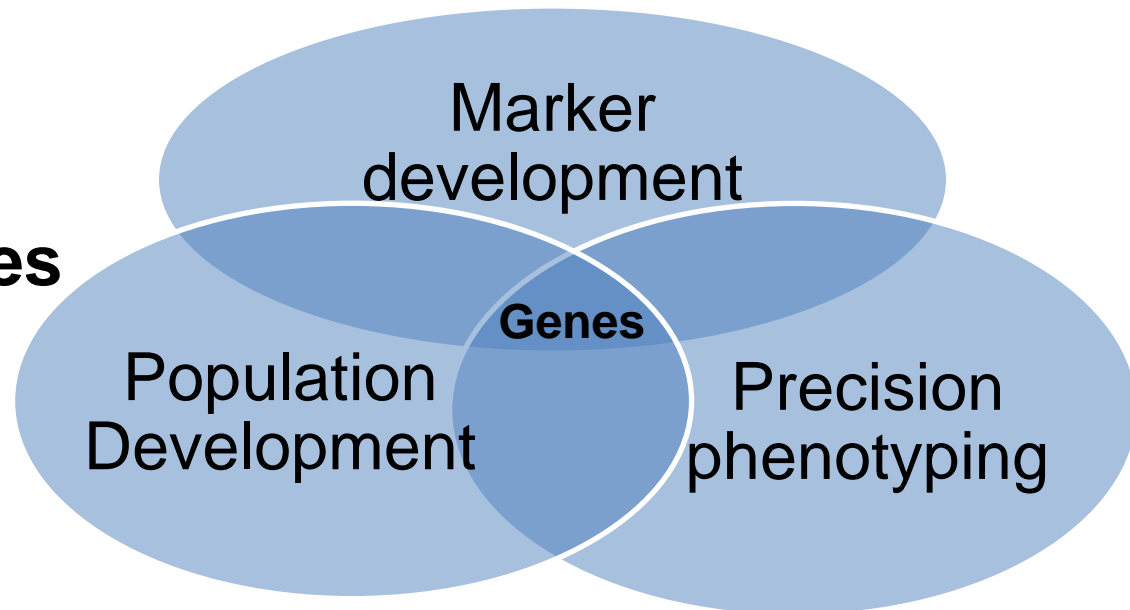 Marker
development
es
Genes
Population
Development
Precision
phenotyping